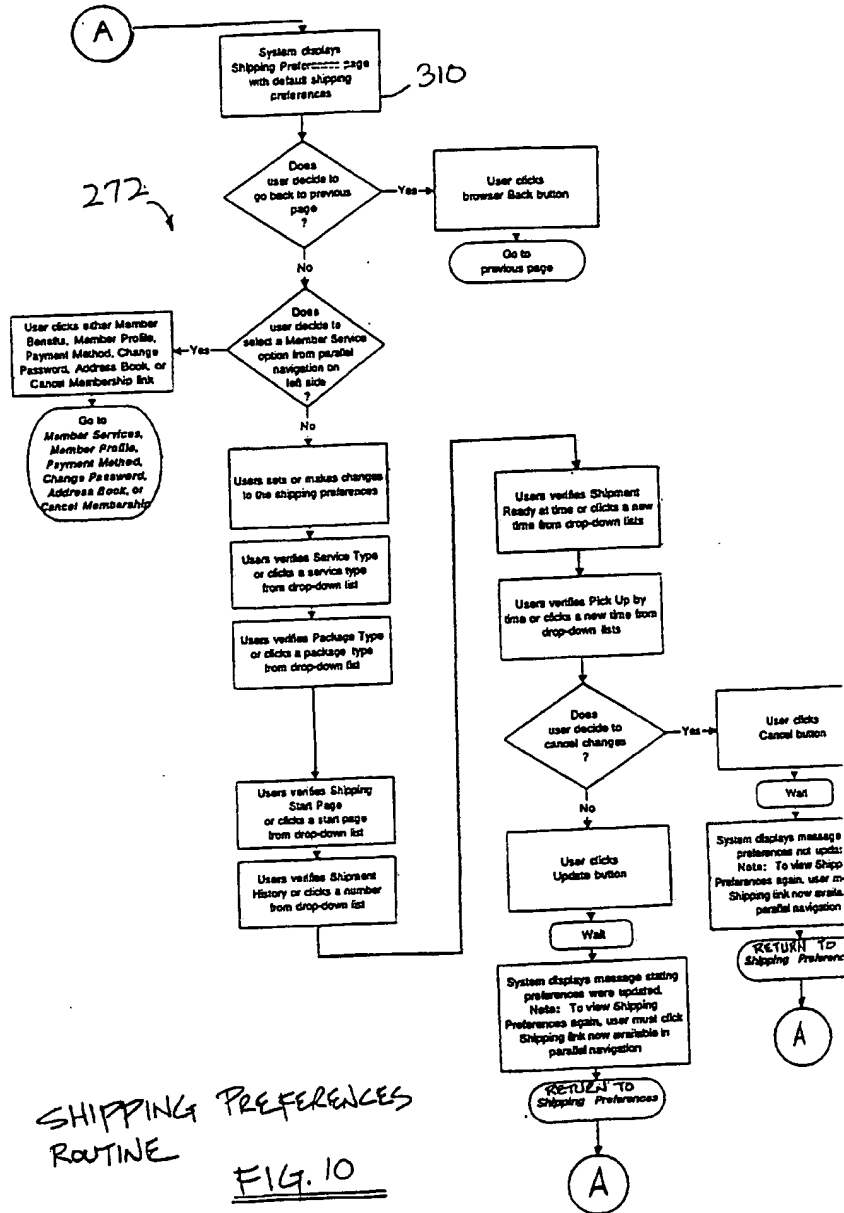 A
System displays
Shipping Preferences page
with default shipping
preferences
310
272
Does
user decide to
go back to previous
page
?
Yes
User clicks
browser Back button
Go to
previous page
No
Does
user decide to
select a Member Service
option from parallel
navigation on
left side
?
Yes
User clicks either Member
Benefits, Member Profile,
Payment Method, Change
Password, Address Book, or
Cancel Membership link
Go to
Member Services,
Member Profile,
Payment Method,
Change Password,
Address Book, or
Cancel Membership
No
Users sets or makes changes
to the shipping preferences
Users verifies Service Type
or clicks a service type
from drop-down list
Users verifies Package Type
or clicks a package type
from drop-down list
Users verifies Shipping
Start Page
or clicks a start page
from drop-down list
Users verifies Shipment
History or clicks a number
from drop-down list
Users verifies Shipment
Ready at time or clicks a new
time from drop-down lists
Users verifies Pick Up by
time or clicks a new time from
drop-down lists
Does
user decide to
cancel changes
?
Yes
User clicks
Cancel button
Wait
System displays message
preferences not
Note: To view
Preferences again, user
Shipping link now
parallel navigation
RETURN TO
Shipping
A
No
User clicks
Update button
Wait
System displays message stating
preferences were updated.
Note: To view Shipping
Preferences again, user must click
Shipping link now available in
parallel navigation
RETURN TO
Shipping Preferences
A
SHIPPING PREFERENCES
ROUTINE
FIG. 10